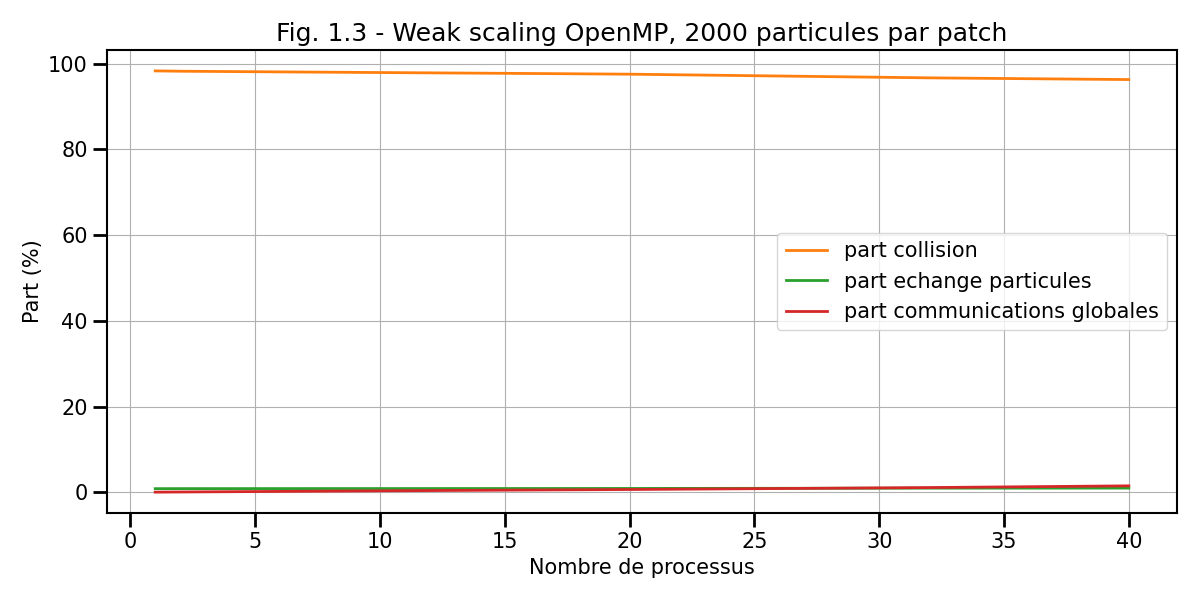 Fig. 1.3 - Weak scaling OpenMP, 2000 particules par patch
Part (%)
100
80
60
40
20
0
part collision
part echange particules
part communications globales
0 5 10 15 20 25 30 35 40
Nombre de processus